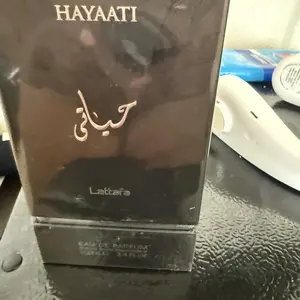 HAYAATI
حياتي
Lattafa
EAU DE PARFUM